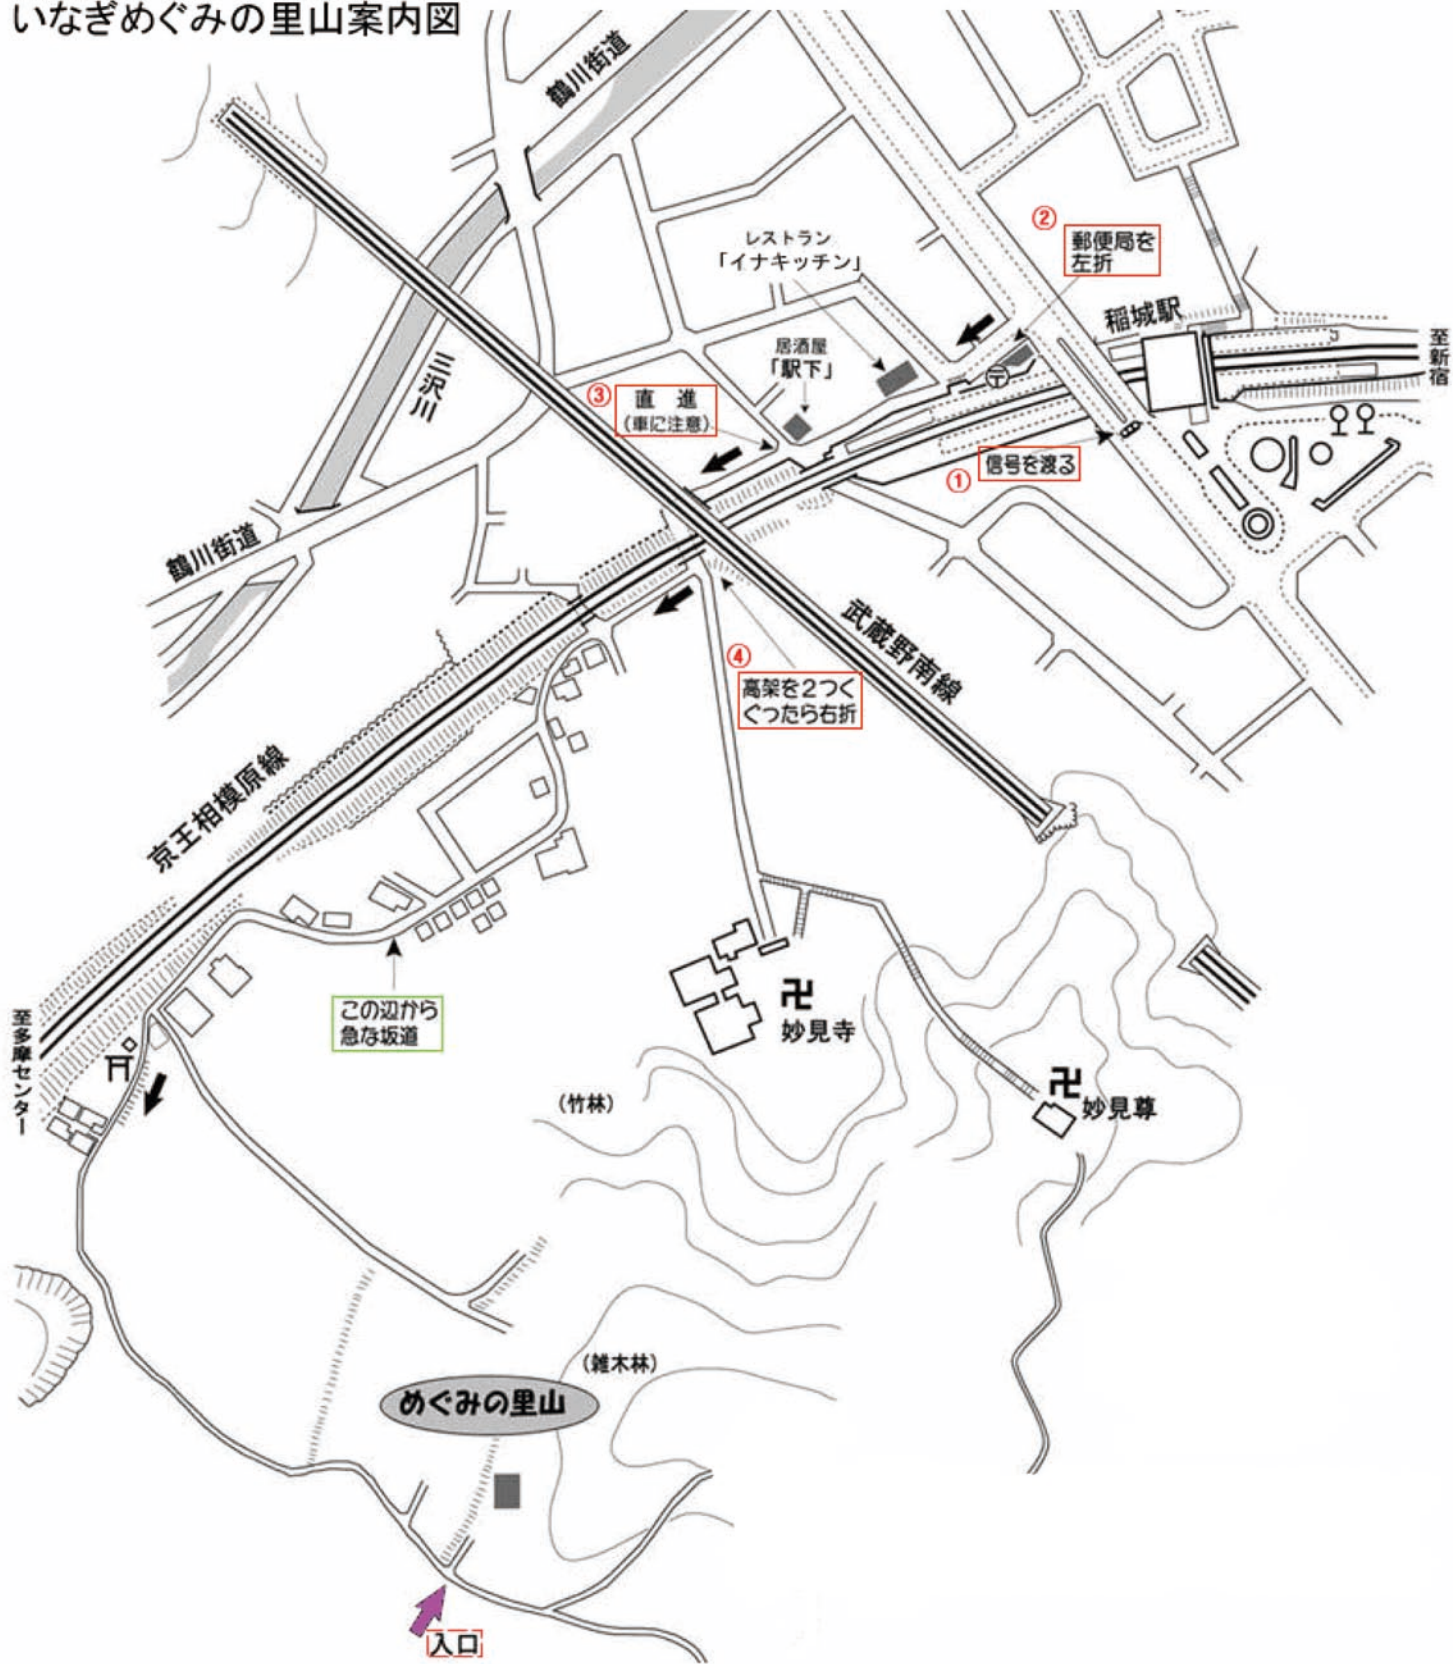 いなぎめぐみの里山案内図
鶴川街道
②
郵便局を
左折
レストラン
「イナキッチン」
稲城駅
至新宿
居酒屋
「駅下」
三沢川
③
直 進
(車に注意)
〒
①
信号を渡る
鶴川街道
武蔵野南線
④
高架を2つく
ぐったら右折
京王相模原線
この辺から
急な坂道
至多摩センター
卍
妙見寺
卍
妙見尊
(竹林)
(雑木林)
めぐみの里山
入口